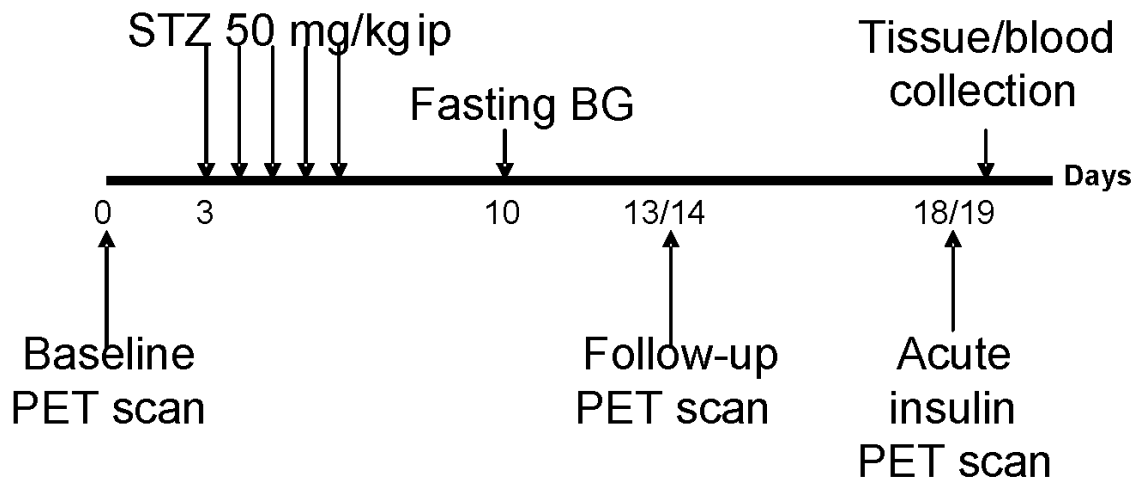 STZ 50 mg/kg ip
Tissue/blood
collection
Fasting BG
Days
0
3
10
13/14
18/19
Baseline
PET scan
Follow-up
PET scan
Acute
insulin
PET scan